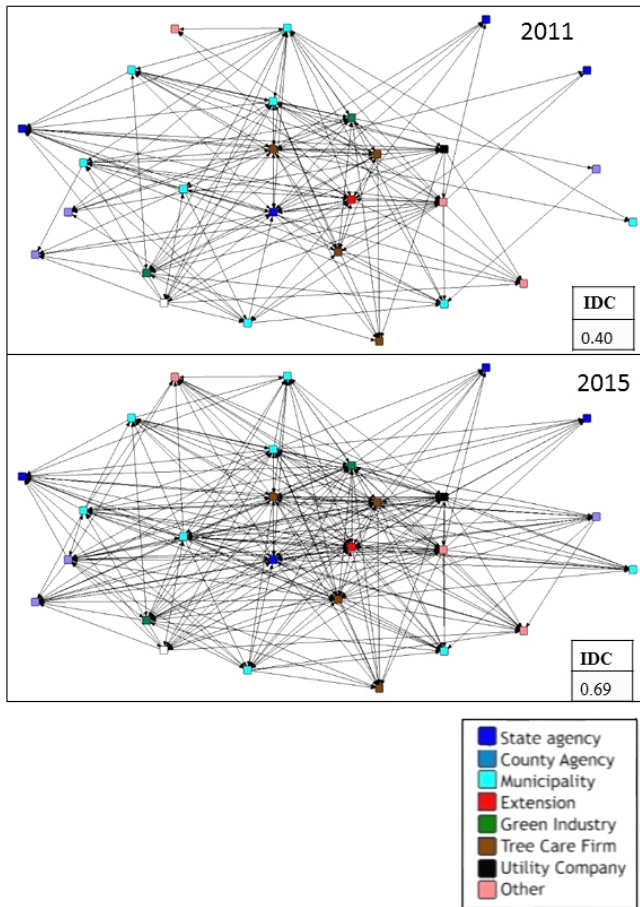 2011
IDC
0.40
2015
IDC
0.69
State agency
County Agency
Municipality
Extension
Green Industry
Tree Care Firm
Utility Company
Other